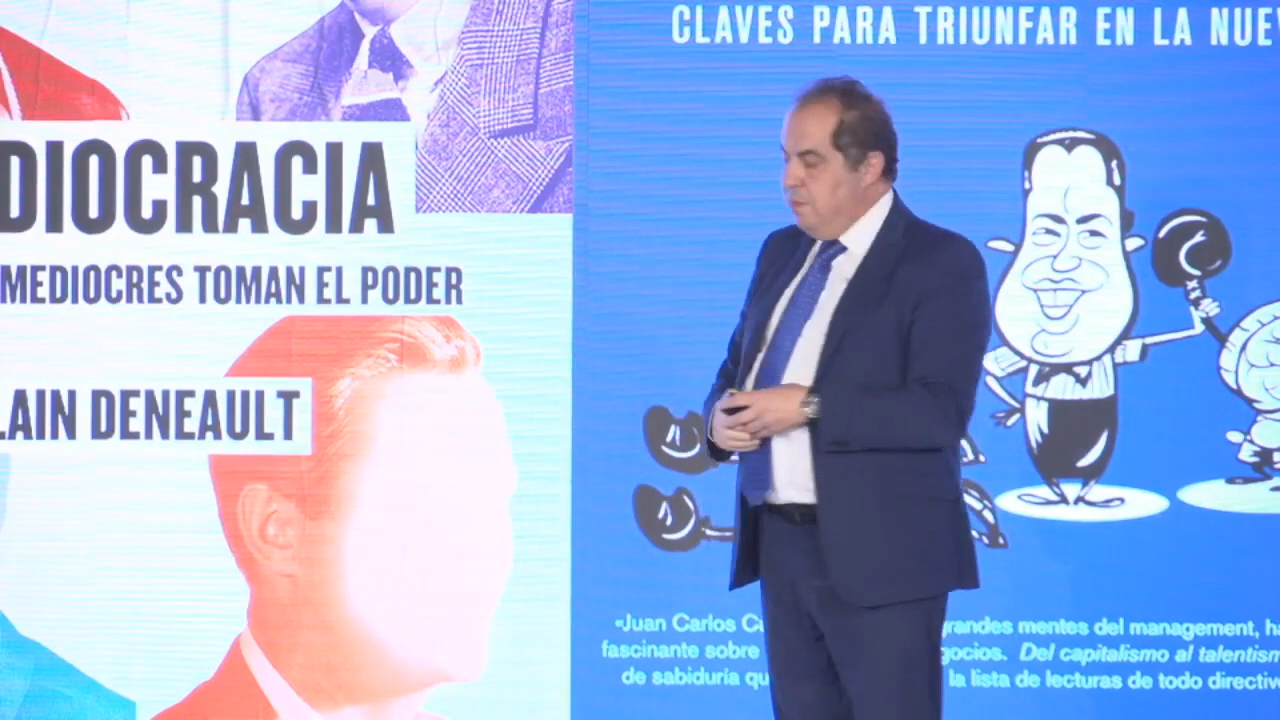 DIOCRACIA
MEDIOCRES TOMAN EL PODER
LAIN DENEAULT
CLAVES PARA TRIUNFAR EN LA NUEV
«Juan Carlos C
grandes mentes del management, ha
fascinante sobre
gocios. Del capitalismo al talentism
de sabiduría qu
la lista de lecturas de todo directiv